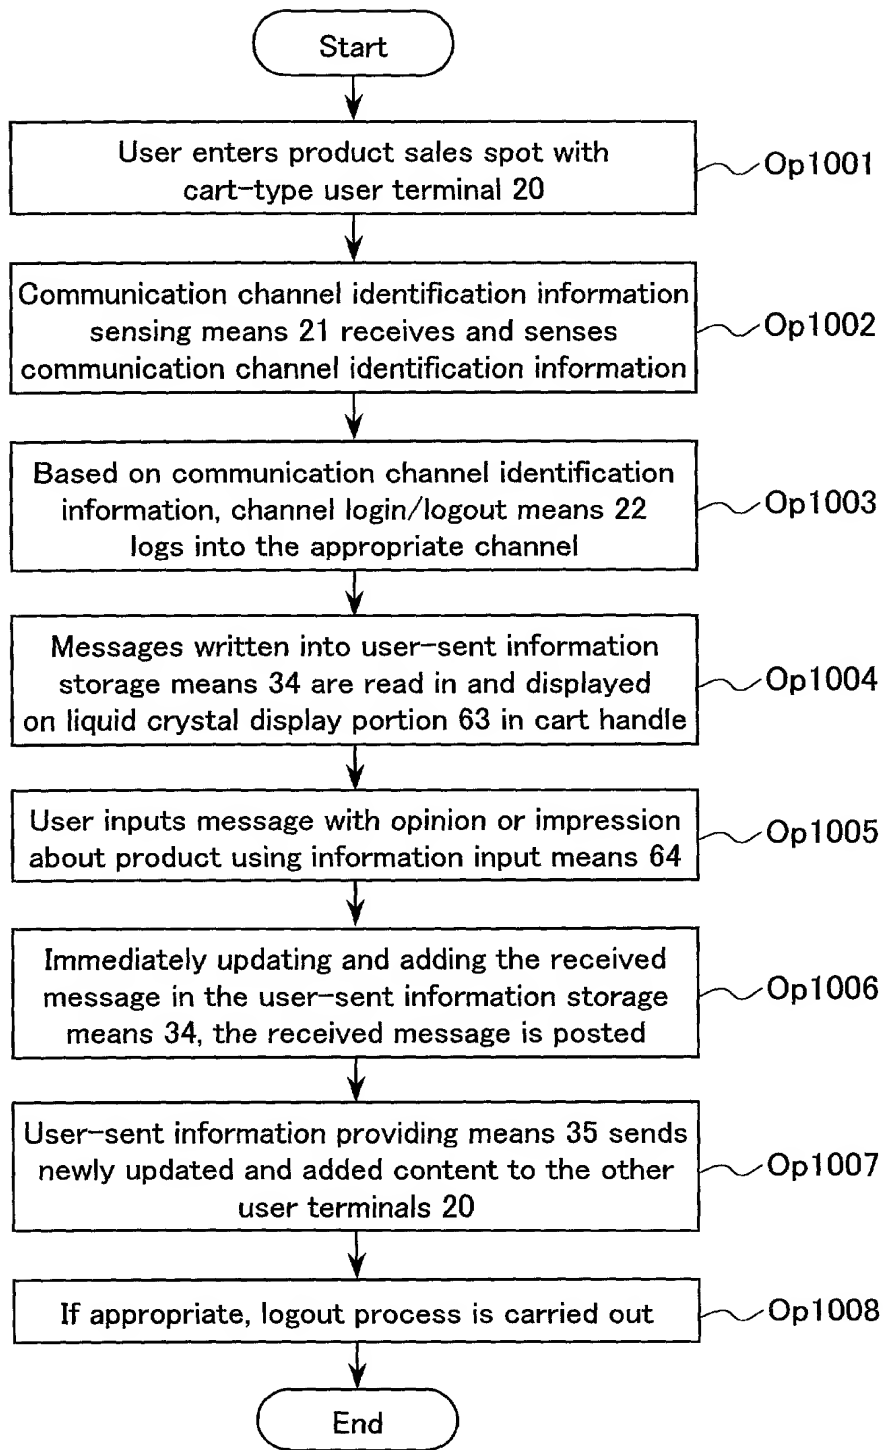 Start
User enters product sales spot with
cart-type user terminal 20
Op1001
Communication channel identification information
sensing means 21 receives and senses
communication channel identification information
Op1002
Based on communication channel identification
information, channel login/logout means 22
logs into the appropriate channel
Op1003
Messages written into user-sent information
storage means 34 are read in and displayed
on liquid crystal display portion 63 in cart handle
Op1004
User inputs message with opinion or impression
about product using information input means 64
Op1005
Immediately updating and adding the received
message in the user-sent information storage
means 34, the received message is posted
Op1006
User-sent information providing means 35 sends
newly updated and added content to the other
user terminals 20
Op1007
If appropriate, logout process is carried out
Op1008
End